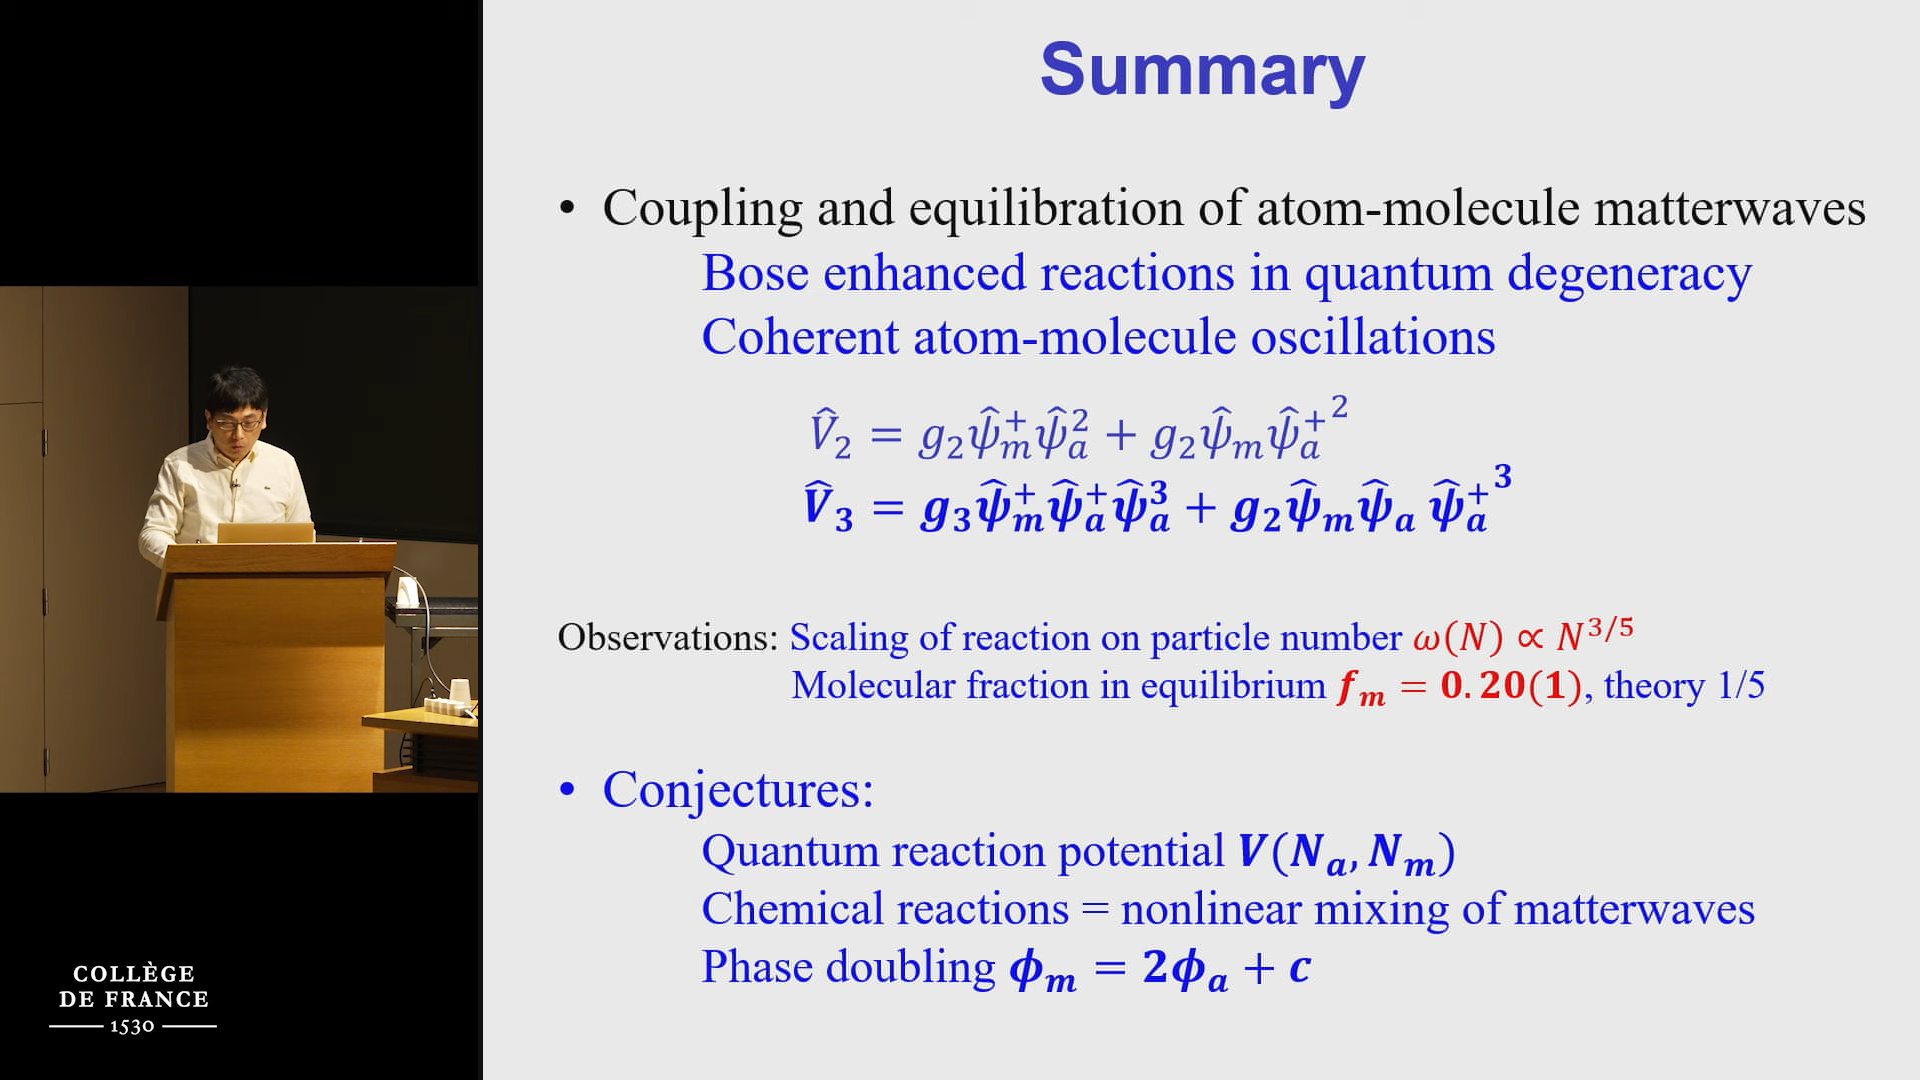 Summary
• Coupling and equilibration of atom-molecule matterwaves
Bose enhanced reactions in quantum degeneracy
Coherent atom-molecule oscillations
V̂₂ = g₂ψ̂ₘ⁺ψ̂ₐ² + g₂ψ̂ₘψ̂ₐ⁺²
V̂₃ = g₃ψ̂ₘ⁺ψ̂ₐ⁺ψ̂ₐ³ + g₂ψ̂ₘψ̂ₐ ψ̂ₐ⁺³
Observations: Scaling of reaction on particle number ω(N) ∝ N^{3/5}
Molecular fraction in equilibrium fₘ = 0.20(1), theory 1/5
• Conjectures:
Quantum reaction potential V(Nₐ, Nₘ)
Chemical reactions = nonlinear mixing of matterwaves
Phase doubling ϕₘ = 2ϕₐ + c
COLLÈGE
DE FRANCE
1530